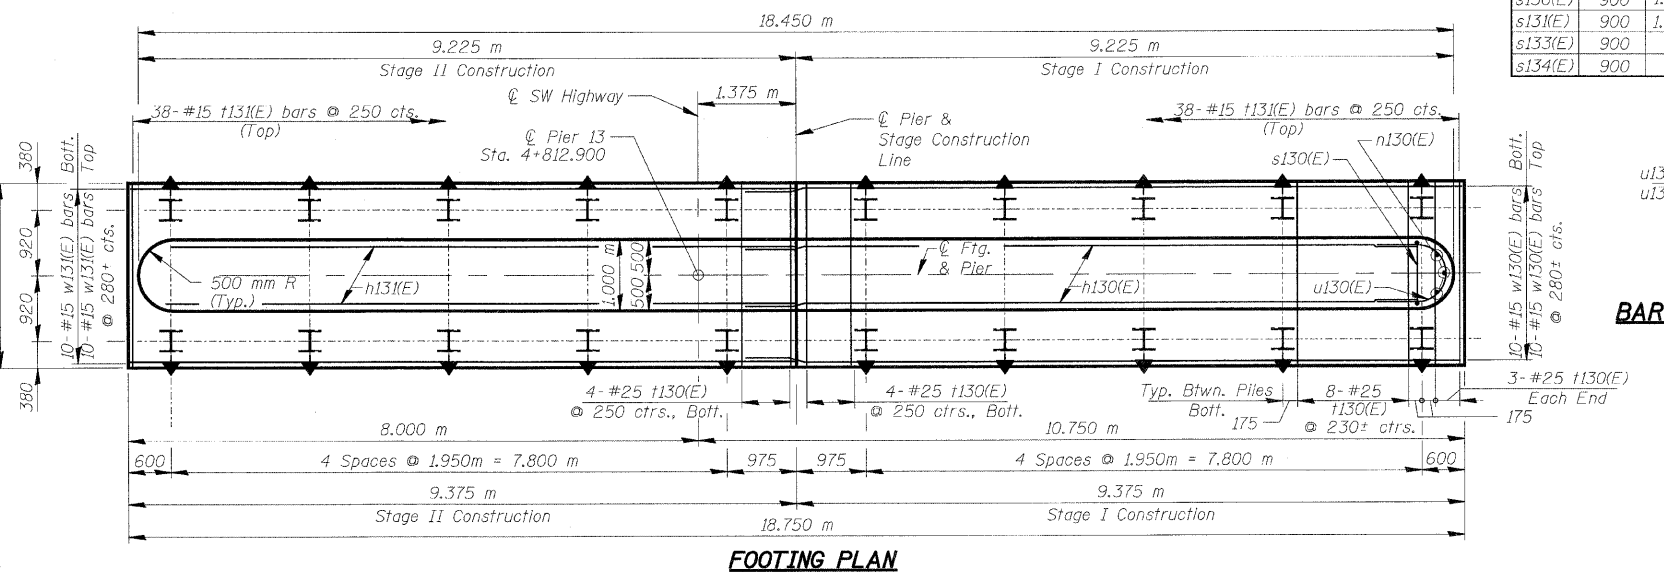 18.450 m
9.225 m
Stage II Construction
9.225 m
Stage I Construction
s131(E) 900
s133(E) 900
s134(E) 900
℄ SW Highway
1.375 m
38-#15 t131(E) bars @ 250 cts.
(Top)
℄ Pier 13
Sta. 4+812.900
℄ Pier &
Stage Construction
Line
38-#15 t131(E) bars @ 250 cts.
(Top)
n130(E)
s130(E)
380
920
920
380
10-#15 w131(E) bars Bott.
10-#15 w131(E) bars Top
@ 280± cts.
500 mm R
(Typ.)
h131(E)
1.000 m
500 500
℄ Ftg.
& Pier
h130(E)
u130(E)
10-#15 w130(E) bars Bott.
10-#15 w130(E) bars Top
@ 280± cts.
BAR
4-#25 t130(E)
@ 250 ctrs., Bott.
4-#25 t130(E)
@ 250 ctrs., Bott.
Typ. Btwn. Piles
Bott.
175
8-#25
t130(E)
@ 230± ctrs.
3-#25 t130(E)
Each End
175
8.000 m
10.750 m
600
4 Spaces @ 1.950m = 7.800 m
975
975
4 Spaces @ 1.950m = 7.800 m
600
9.375 m
Stage II Construction
9.375 m
Stage I Construction
18.750 m
FOOTING PLAN